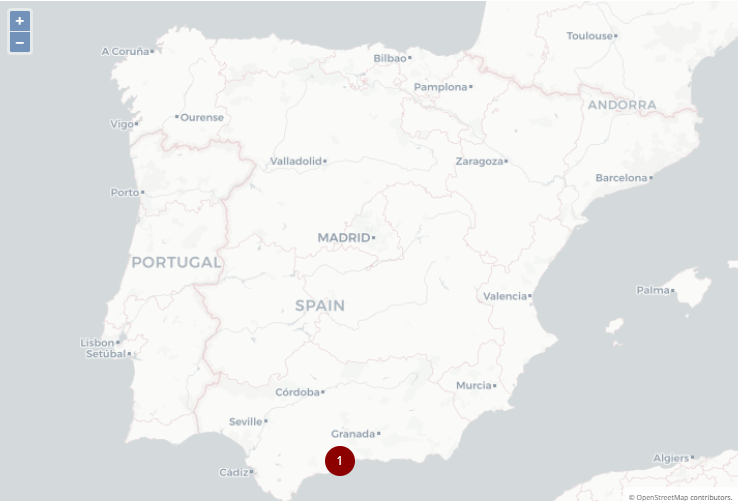 +
−
Toulouse
A Coruña
Bilbao
Pamplona
ANDORRA
Ourense
Vigo
Valladolid
Zaragoza
Barcelona
Porto
MADRID
PORTUGAL
Palma
Valencia
SPAIN
Lisbon
Setúbal
Murcia
Córdoba
Seville
Granada
1
Algiers
Cádiz
© OpenStreetMap contributors.